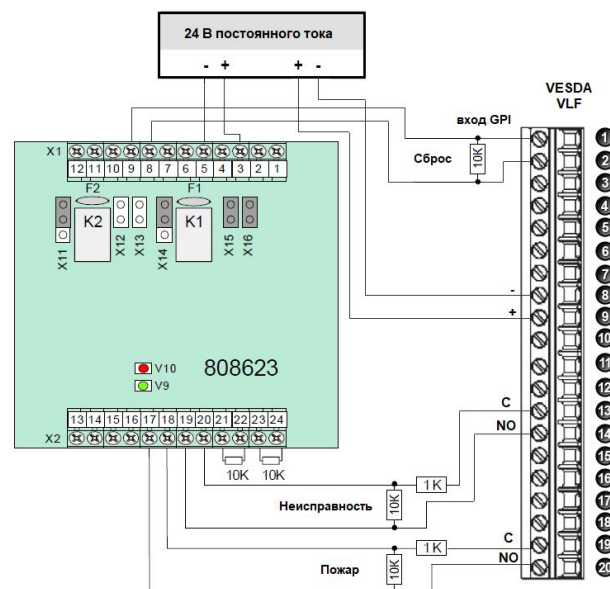 24 В постоянного тока
- + + -
VESDA
VLF
вход GPI
X1
12 11 10 9 8 7 6 5 4 3 2 1
F2 F1
Сброс
10K
K2 K1
X11 X12 X13 X14 X15 X16
1
2
3
4
5
6
7
8
9
10
11
12
13
14
15
16
17
18
19
20
-
+
V10
V9
808623
13 14 15 16 17 18 19 20 21 22 23 24
X2
10K 10K
C
NO
1K
10K
Неисправность
C
NO
1K
10K
Пожар